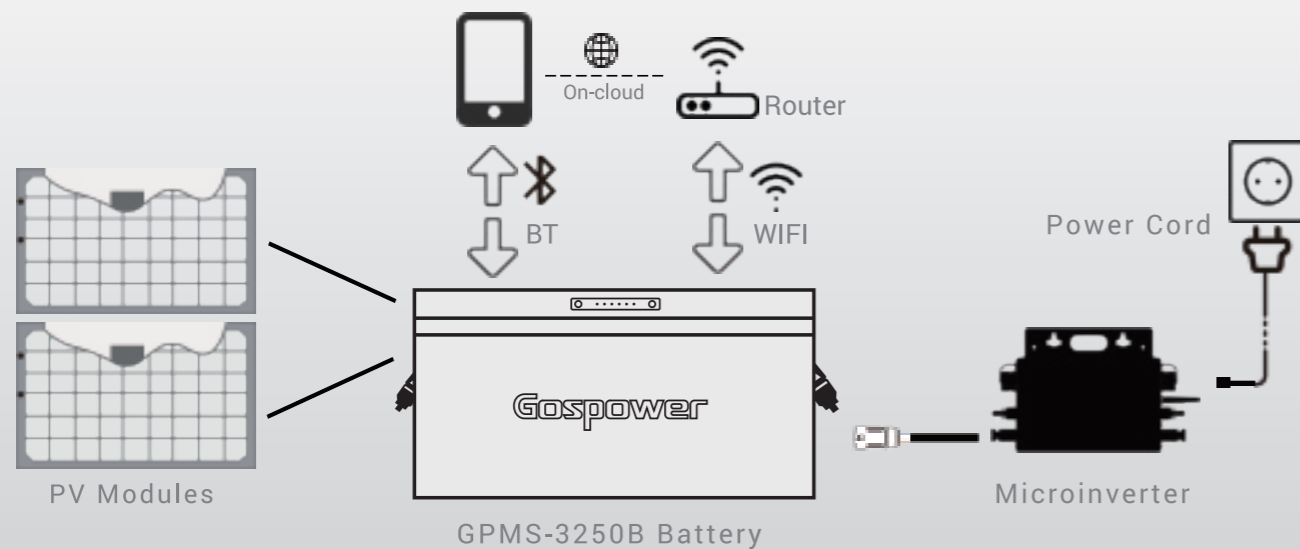 On-cloud
Router
BT
WIFI
Power Cord
Gospower
PV Modules
Microinverter
GPMS-3250B Battery